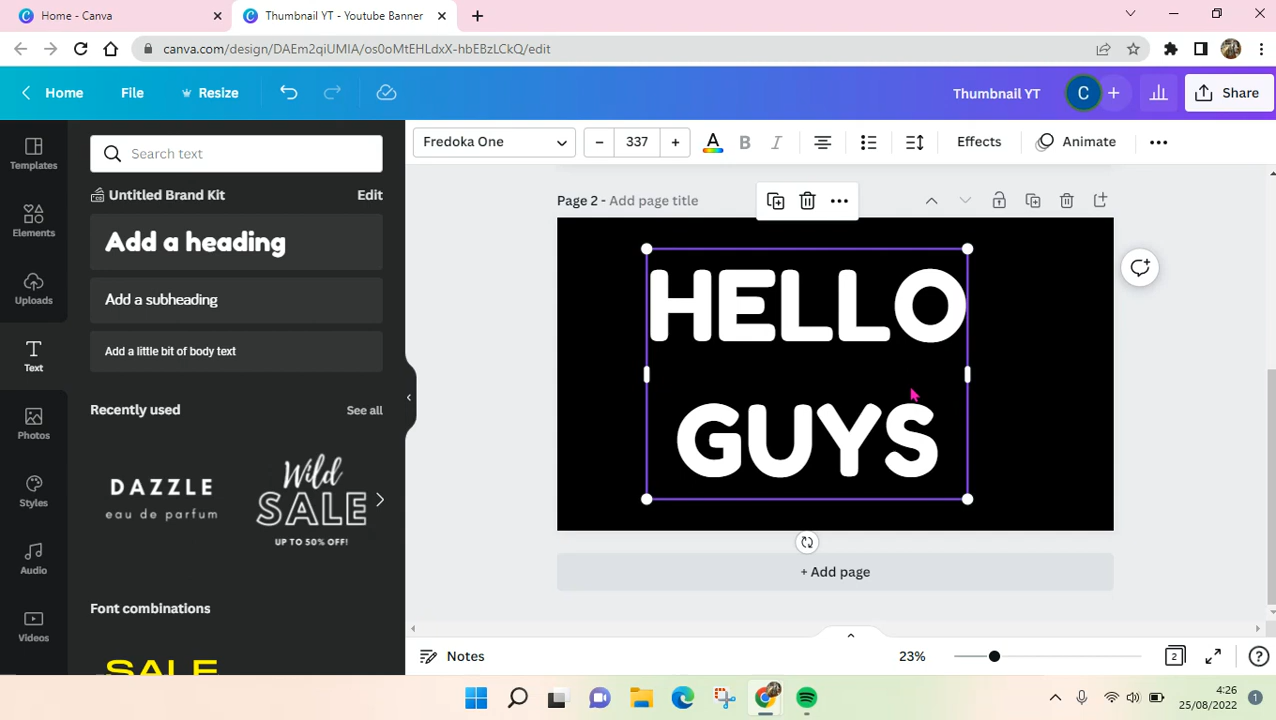 Home - Canva
Thumbnail YT - Youtube Banner
canva.com/design/DAEm2qiUMIA/os0oMtEHLdxX-hbEBzLCkQ/edit
Home
File
Resize
Thumbnail YT
C
Share
Templates
Elements
Uploads
Text
Photos
Styles
Audio
Videos
Search text
Untitled Brand Kit
Edit
Add a heading
Add a subheading
Add a little bit of body text
Recently used
See all
DAZZLE
eau de parfum
Wild
SALE
UP TO 50% OFF!
Font combinations
SALE
Fredoka One
337
A
B
I
Effects
Animate
Page 2 - Add page title
HELLO
GUYS
+ Add page
Notes
23%
2
4:26
25/08/2022
1